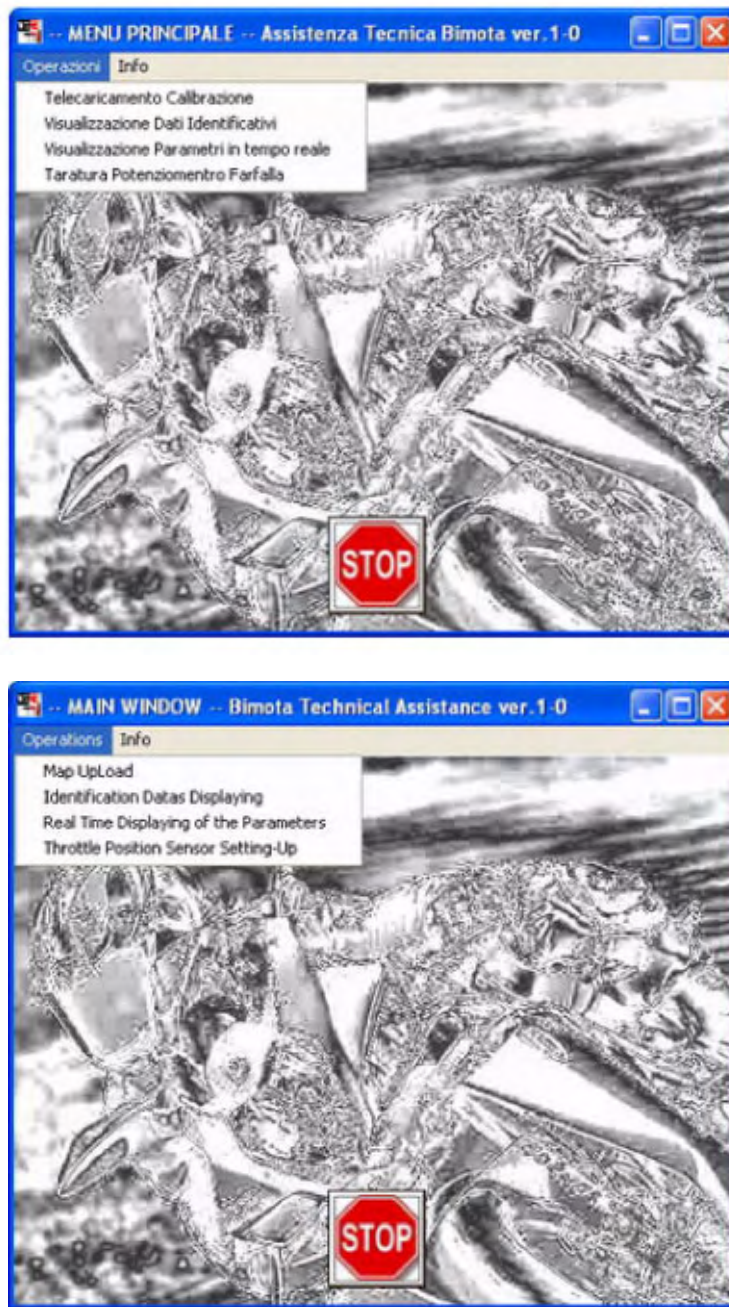 -- MENU PRINCIPALE -- Assistenza Tecnica Bimota ver.1-0
Operazioni Info
Telecaricamento Calibrazione
Visualizzazione Dati Identificativi
Visualizzazione Parametri in tempo reale
Taratura Potenziomentro Farfalla
STOP
-- MAIN WINDOW -- Bimota Technical Assistance ver.1-0
Operations Info
Map UpLoad
Identification Datas Displaying
Real Time Displaying of the Parameters
Throttle Position Sensor Setting-Up
STOP